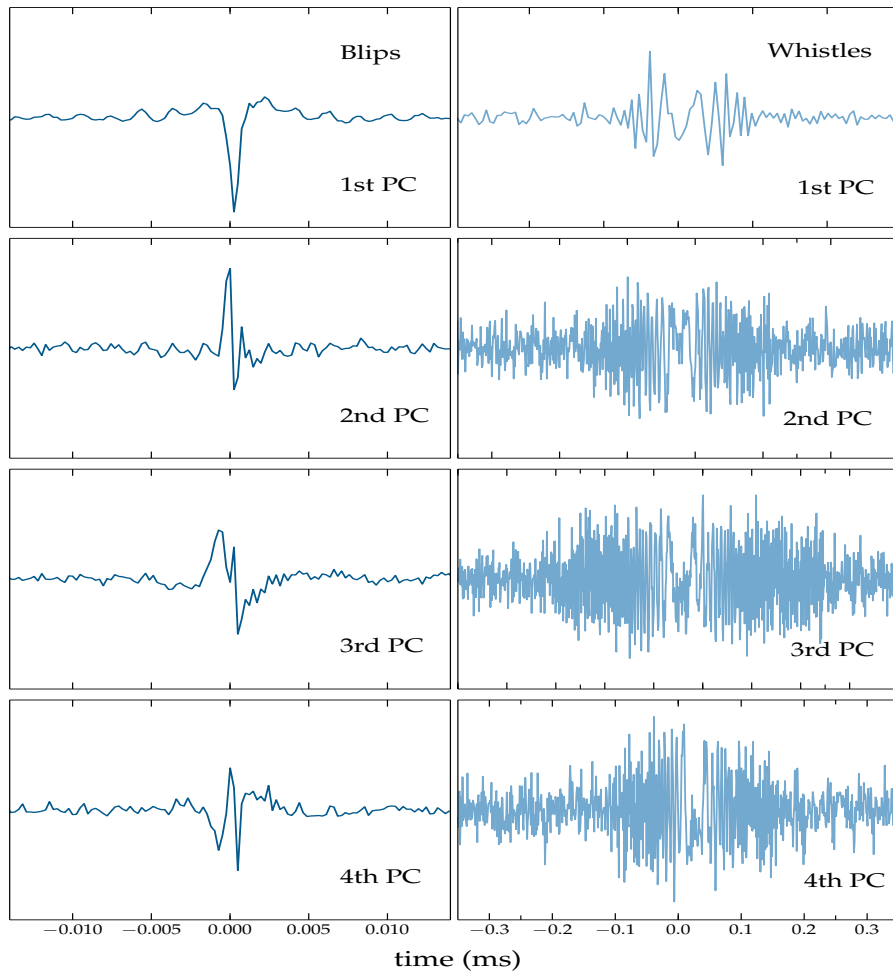 Blips
Whistles
1st PC
1st PC
2nd PC
2nd PC
3rd PC
3rd PC
4th PC
4th PC
−0.010 −0.005 0.000 0.005 0.010
−0.3 −0.2 −0.1 0.0 0.1 0.2 0.3
time (ms)